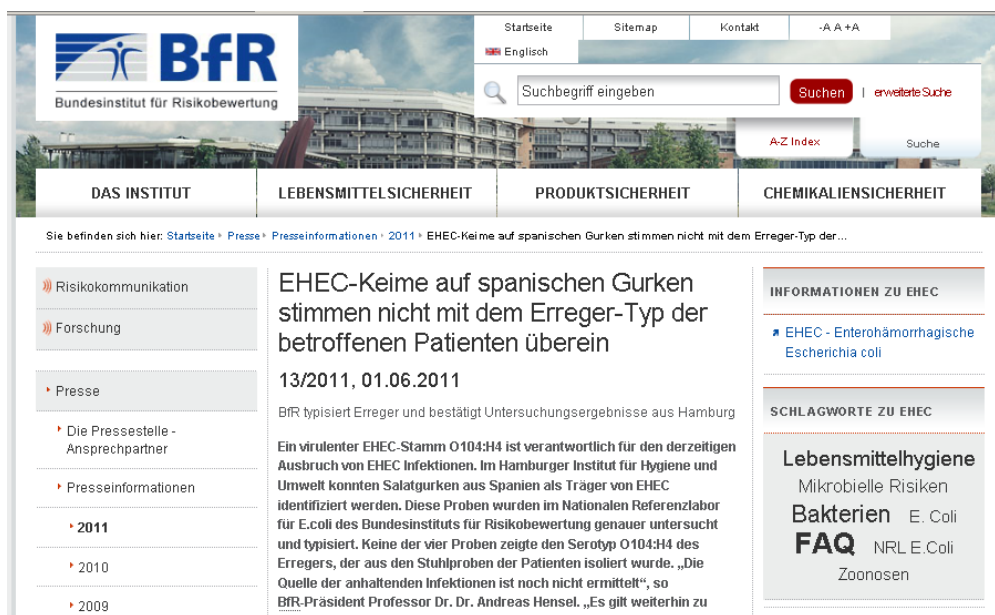 Startseite
Sitemap
Kontakt
-A A +A
Englisch
BfR
Bundesinstitut für Risikobewertung
Suchbegriff eingeben
Suchen | erweiterte Suche
A-Z Index
Suche
DAS INSTITUT
LEBENSMITTELSICHERHEIT
PRODUKTSICHERHEIT
CHEMIKALIENSICHERHEIT
Sie befinden sich hier: Startseite Presse Presseinformationen 2011 EHEC-Keime auf spanischen Gurken stimmen nicht mit dem Erreger-Typ der...
Risikokommunikation
Forschung
Presse
Die Pressestelle -
Ansprechpartner
Presseinformationen
2011
2010
2009
EHEC-Keime auf spanischen Gurken
stimmen nicht mit dem Erreger-Typ der
betroffenen Patienten überein
13/2011, 01.06.2011
BfR typisiert Erreger und bestätigt Untersuchungsergebnisse aus Hamburg
Ein virulenter EHEC-Stamm O104:H4 ist verantwortlich für den derzeitigen
Ausbruch von EHEC Infektionen. Im Hamburger Institut für Hygiene und
Umwelt konnten Salatgurken aus Spanien als Träger von EHEC
identifiziert werden. Diese Proben wurden im Nationalen Referenzlabor
für E.coli des Bundesinstituts für Risikobewertung genauer untersucht
und typisiert. Keine der vier Proben zeigte den Serotyp O104:H4 des
Erregers, der aus den Stuhlproben der Patienten isoliert wurde. „Die
Quelle der anhaltenden Infektionen ist noch nicht ermittelt“, so
BfR-Präsident Professor Dr. Dr. Andreas Hensel. „Es gilt weiterhin zu
INFORMATIONEN ZU EHEC
EHEC - Enterohämorrhagische
Escherichia coli
SCHLAGWORTE ZU EHEC
Lebensmittelhygiene
Mikrobielle Risiken
Bakterien E. Coli
FAQ NRL E.Coli
Zoonosen